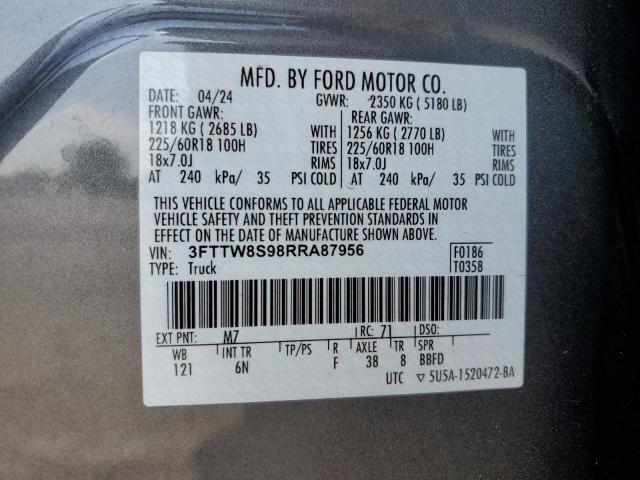 MFD. BY FORD MOTOR CO.
DATE: 04/24 GVWR: 2350 KG ( 5180 LB)
FRONT GAWR: REAR GAWR:
1218 KG ( 2685 LB) WITH 1256 KG ( 2770 LB) WITH
225/60R18 100H TIRES 225/60R18 100H TIRES
18x7.0J RIMS 18x7.0J RIMS
AT 240 kPa/ 35 PSI COLD AT 240 kPa/ 35 PSI COLD
THIS VEHICLE CONFORMS TO ALL APPLICABLE FEDERAL MOTOR
VEHICLE SAFETY AND THEFT PREVENTION STANDARDS IN
EFFECT ON THE DATE OF MANUFACTURE SHOWN ABOVE.
VIN: 3FTTW8S98RRA87956 F0186
TYPE: Truck T0358
EXT PNT: M7 RC: 71 DSO:
WB INT TR TP/PS R AXLE TR SPR
121 6N F 38 8 BBFD
UTC ▽ 5U5A-1520472-BA